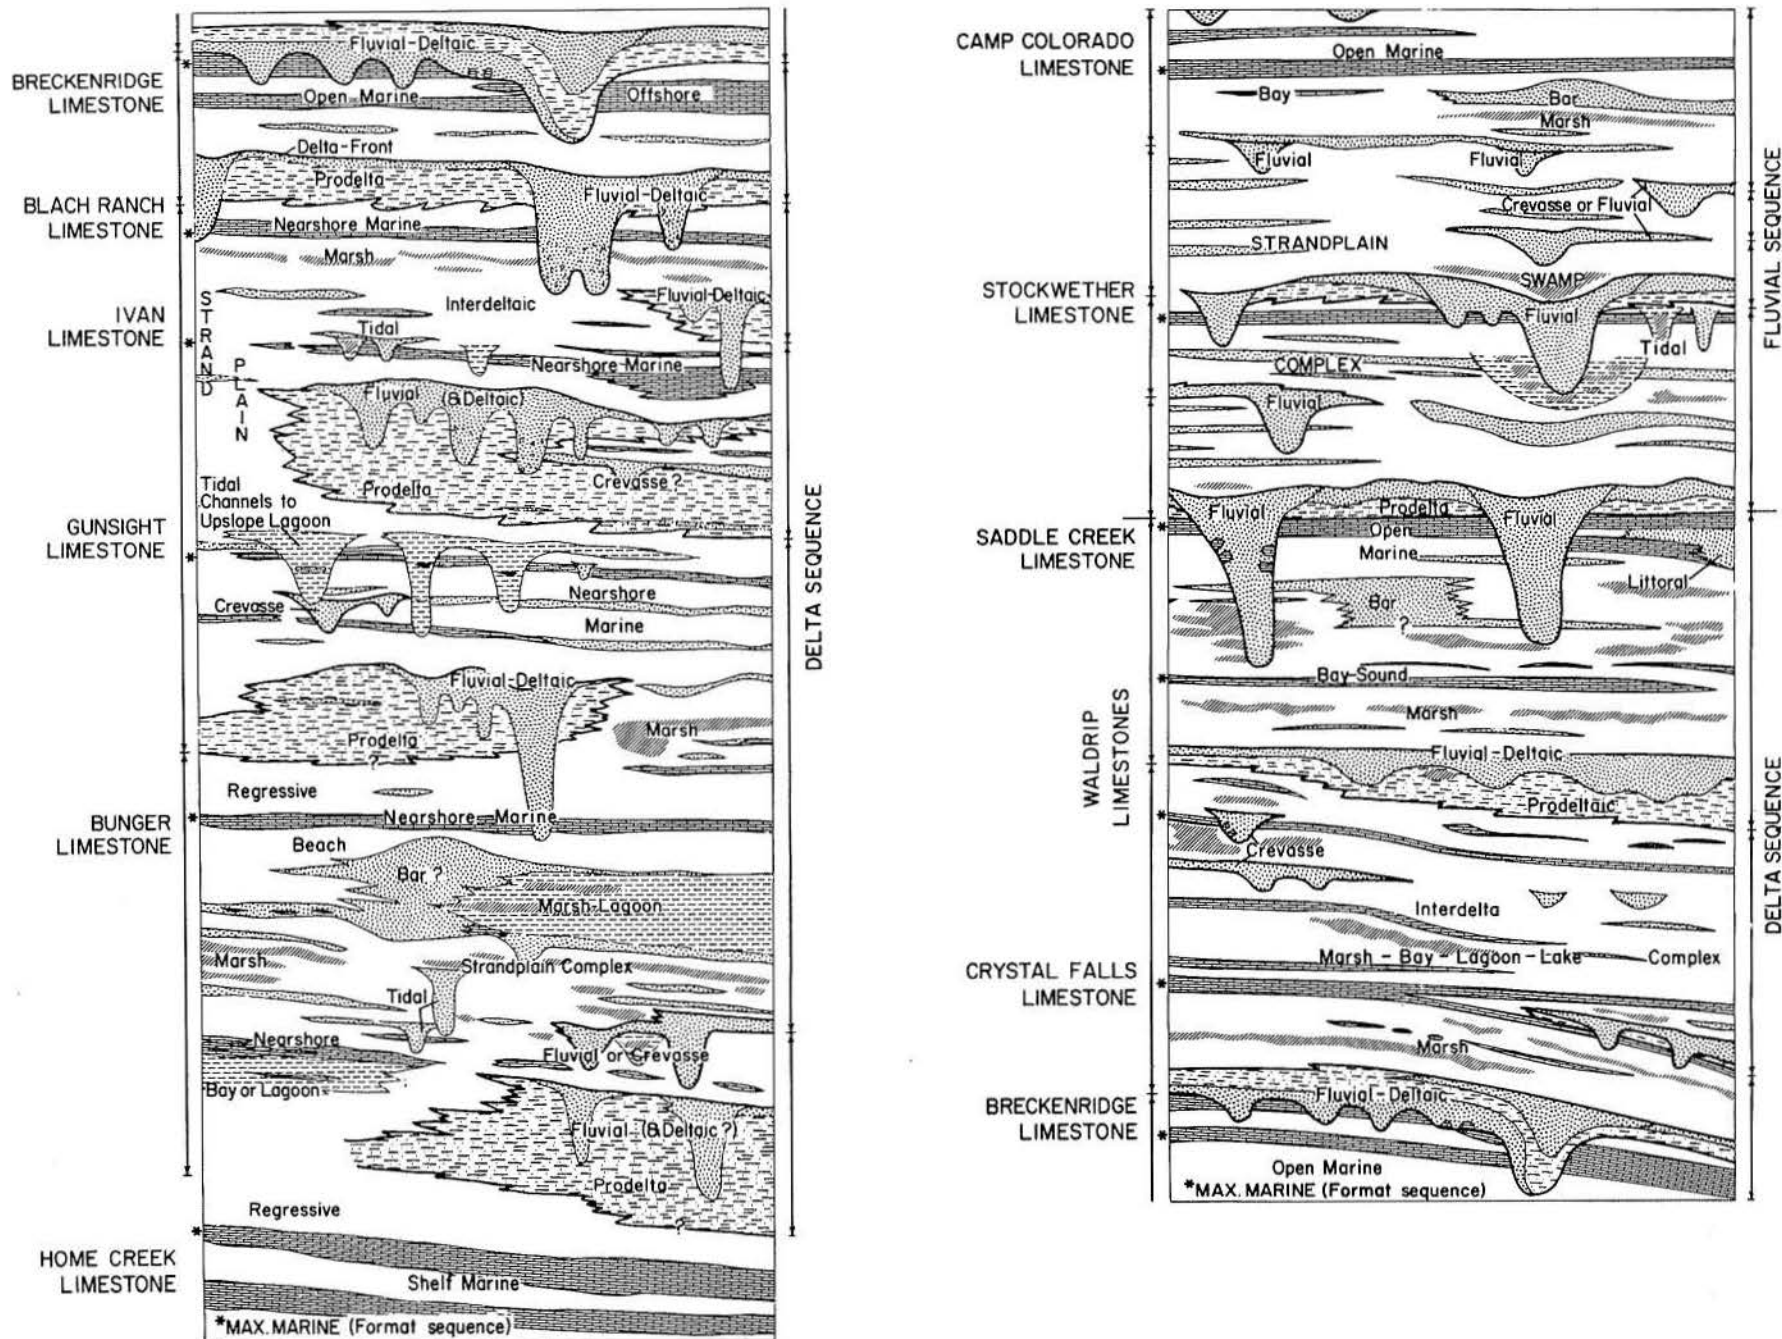 Fluvial-Deltaic
BRECKENRIDGE
LIMESTONE
*
Open Marine
Offshore
Delta-Front
Prodelta
Fluvial-Deltaic
BLACH RANCH
LIMESTONE
*
Nearshore Marine
Marsh
STRAND
PLAIN
Interdeltaic
Fluvial-Deltaic
IVAN
LIMESTONE
*
Tidal
Nearshore-Marine
Fluvial
(& Deltaic)
Prodelta
Crevasse ?
Tidal
Channels to
Upslope Lagoon
GUNSIGHT
LIMESTONE
*
Crevasse
Nearshore
Marine
DELTA SEQUENCE
Fluvial-Deltaic
Marsh
Prodelta
?
Regressive
Nearshore-Marine
BUNGER
LIMESTONE
*
Beach
Bar ?
Marsh-Lagoon
Marsh
Strandplain Complex
Tidal
Nearshore
Fluvial or Crevasse
Bay or Lagoon
Fluvial (& Deltaic ?)
Prodelta
Regressive
?
*
HOME CREEK
LIMESTONE
Shelf Marine
*MAX. MARINE (Format sequence)
CAMP COLORADO
LIMESTONE
*
Open Marine
Bay
Bar
Marsh
Fluvial
Fluvial
Crevasse or Fluvial
STRANDPLAIN
FLUVIAL SEQUENCE
SWAMP
STOCKWETHER
LIMESTONE
*
Fluvial
Tidal
COMPLEX
Fluvial
Fluvial
Prodelta
Fluvial
SADDLE CREEK
LIMESTONE
*
Open
Marine
Littoral
Bar
?
*
Bay-Sound
WALDRIP
LIMESTONES
Marsh
Fluvial-Deltaic
Prodeltaic
*
Crevasse
DELTA SEQUENCE
Interdelta
Marsh - Bay - Lagoon - Lake
Complex
CRYSTAL FALLS
LIMESTONE
*
Marsh
Fluvial-Deltaic
BRECKENRIDGE
LIMESTONE
*
Open Marine
*MAX. MARINE (Format sequence)